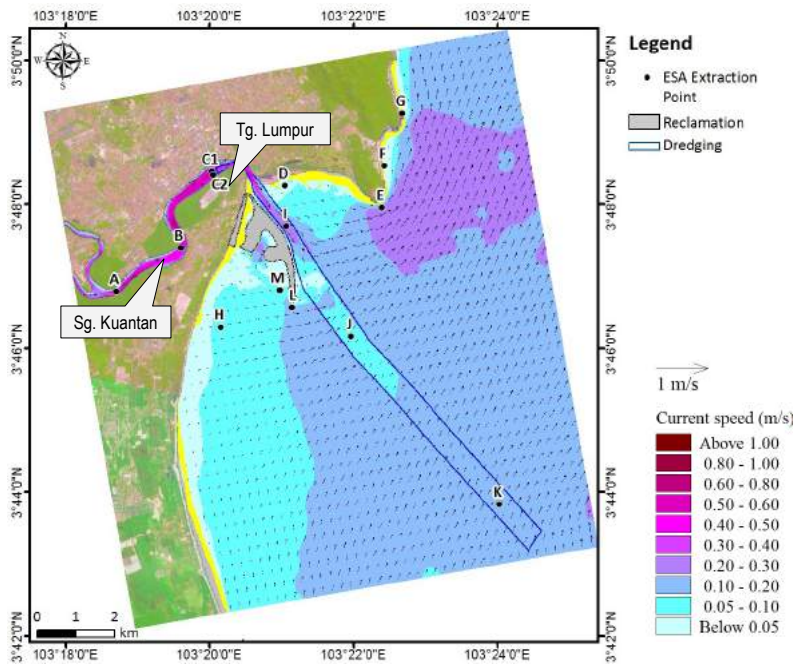 103°18'0"E 103°20'0"E 103°22'0"E 103°24'0"E
3°50'0"N
3°48'0"N
3°46'0"N
3°44'0"N
3°42'0"N
N
W E
S
Tg. Lumpur
Sg. Kuantan
G
F
C1
C2
D
E
I
B
A
M
L
H
J
K
0 1 2
km
3°50'0"N
3°48'0"N
3°46'0"N
3°44'0"N
3°42'0"N
103°18'0"E 103°20'0"E 103°22'0"E 103°24'0"E
Legend
ESA Extraction
Point
Reclamation
Dredging
1 m/s
Current speed (m/s)
Above 1.00
0.80 - 1.00
0.60 - 0.80
0.50 - 0.60
0.40 - 0.50
0.30 - 0.40
0.20 - 0.30
0.10 - 0.20
0.05 - 0.10
Below 0.05